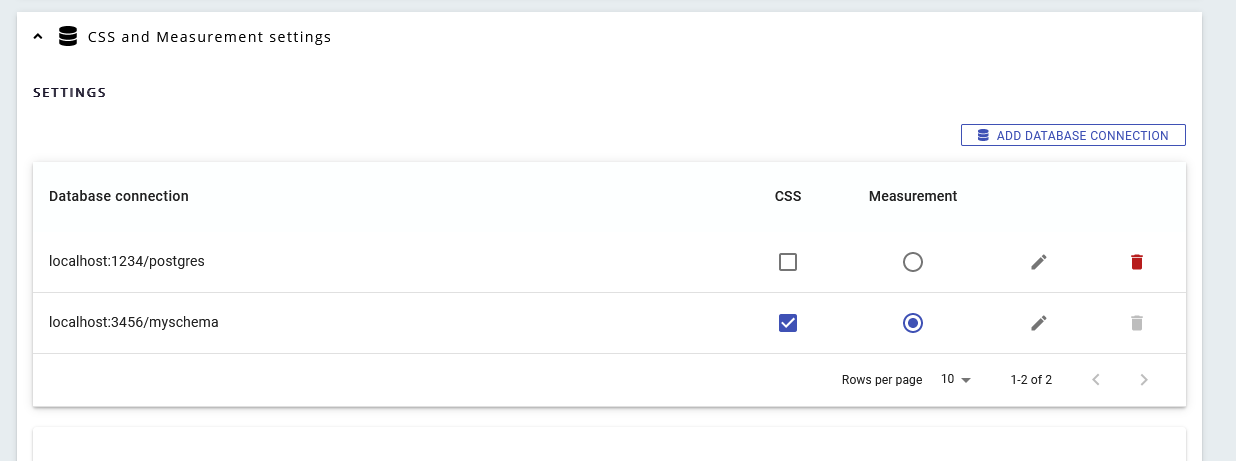 CSS and Measurement settings
SETTINGS
ADD DATABASE CONNECTION
Database connection CSS Measurement
localhost:1234/postgres
localhost:3456/myschema
Rows per page 10 1-2 of 2